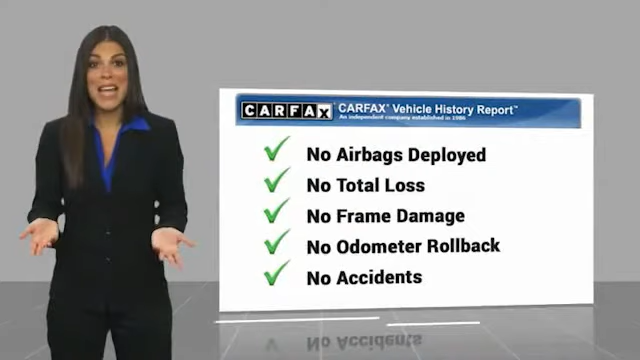 CARFAX CARFAX® Vehicle History Report™
An independent company established in 1986
No Airbags Deployed
No Total Loss
No Frame Damage
No Odometer Rollback
No Accidents